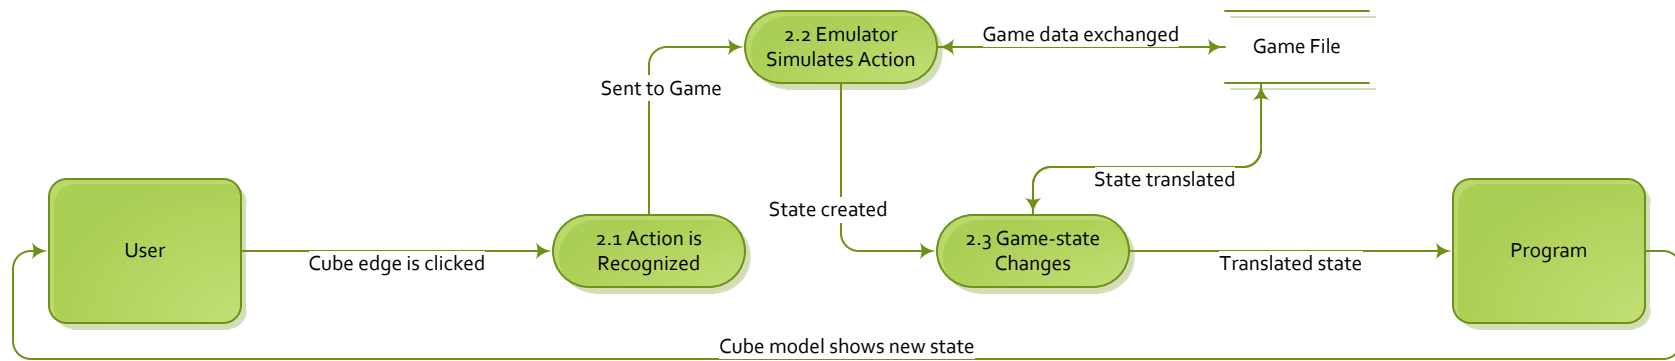 2.2 Emulator
Simulates Action
Game data exchanged
Game File
Sent to Game
State translated
State created
User
Cube edge is clicked
2.1 Action is
Recognized
2.3 Game-state
Changes
Translated state
Program
Cube model shows new state